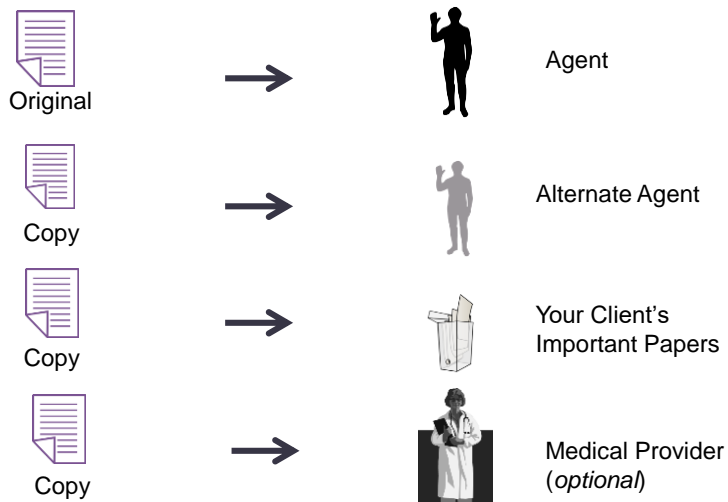 Original
Agent
Copy
Alternate Agent
Copy
Your Client’s
Important Papers
Copy
Medical Provider
(optional)